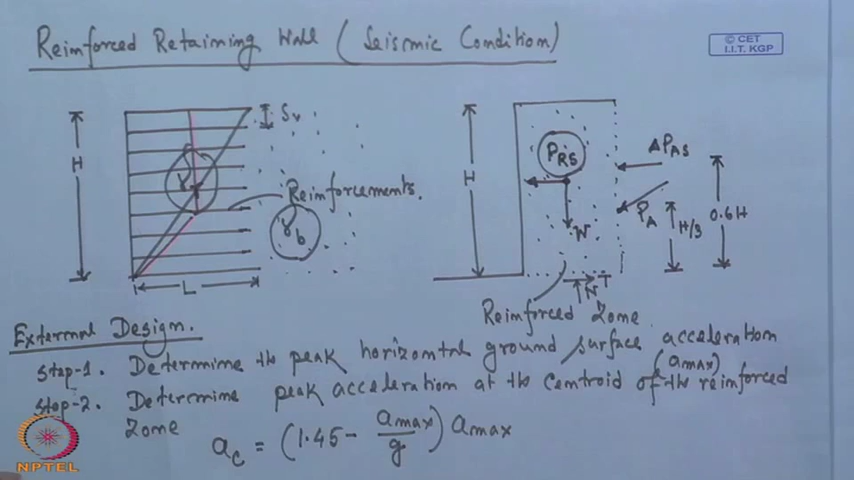 Reinforced Retaining Wall ( Seismic Condition)
© CET
I.I.T. KGP
H
Sv
γ
Reinforcements.
γb
L
H
PRS
ΔPAS
PA
W
H/3
0.6H
N
T
Reinforced Zone
External Design.
Step-1. Determine the peak horizontal ground surface acceleration (amax)
Step-2. Determine peak acceleration at the centroid of the reinforced
Zone
ac = (1.45 - amax/g) amax
NPTEL